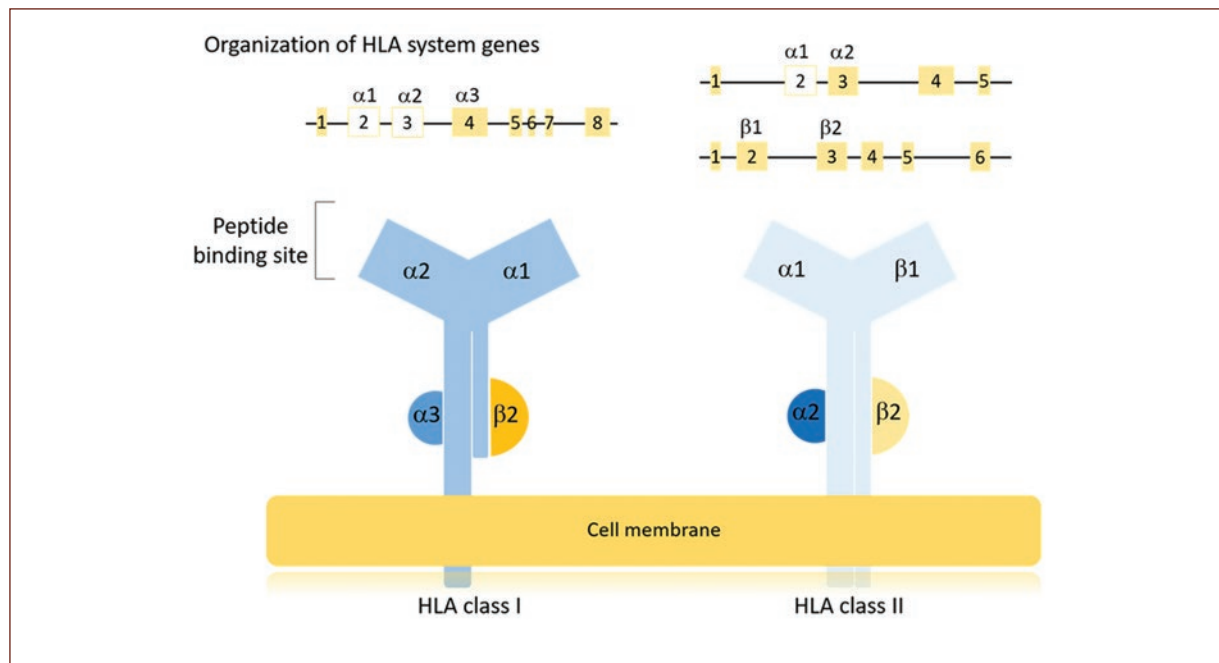 Organization of HLA system genes
α1 α2 α3
1 2 3 4 5 6 7 8
α1 α2
1 2 3 4 5
β1 β2
1 2 3 4 5 6
Peptide
binding site
α2 α1
α1 β1
α3 β2
α2 β2
Cell membrane
HLA class I
HLA class II